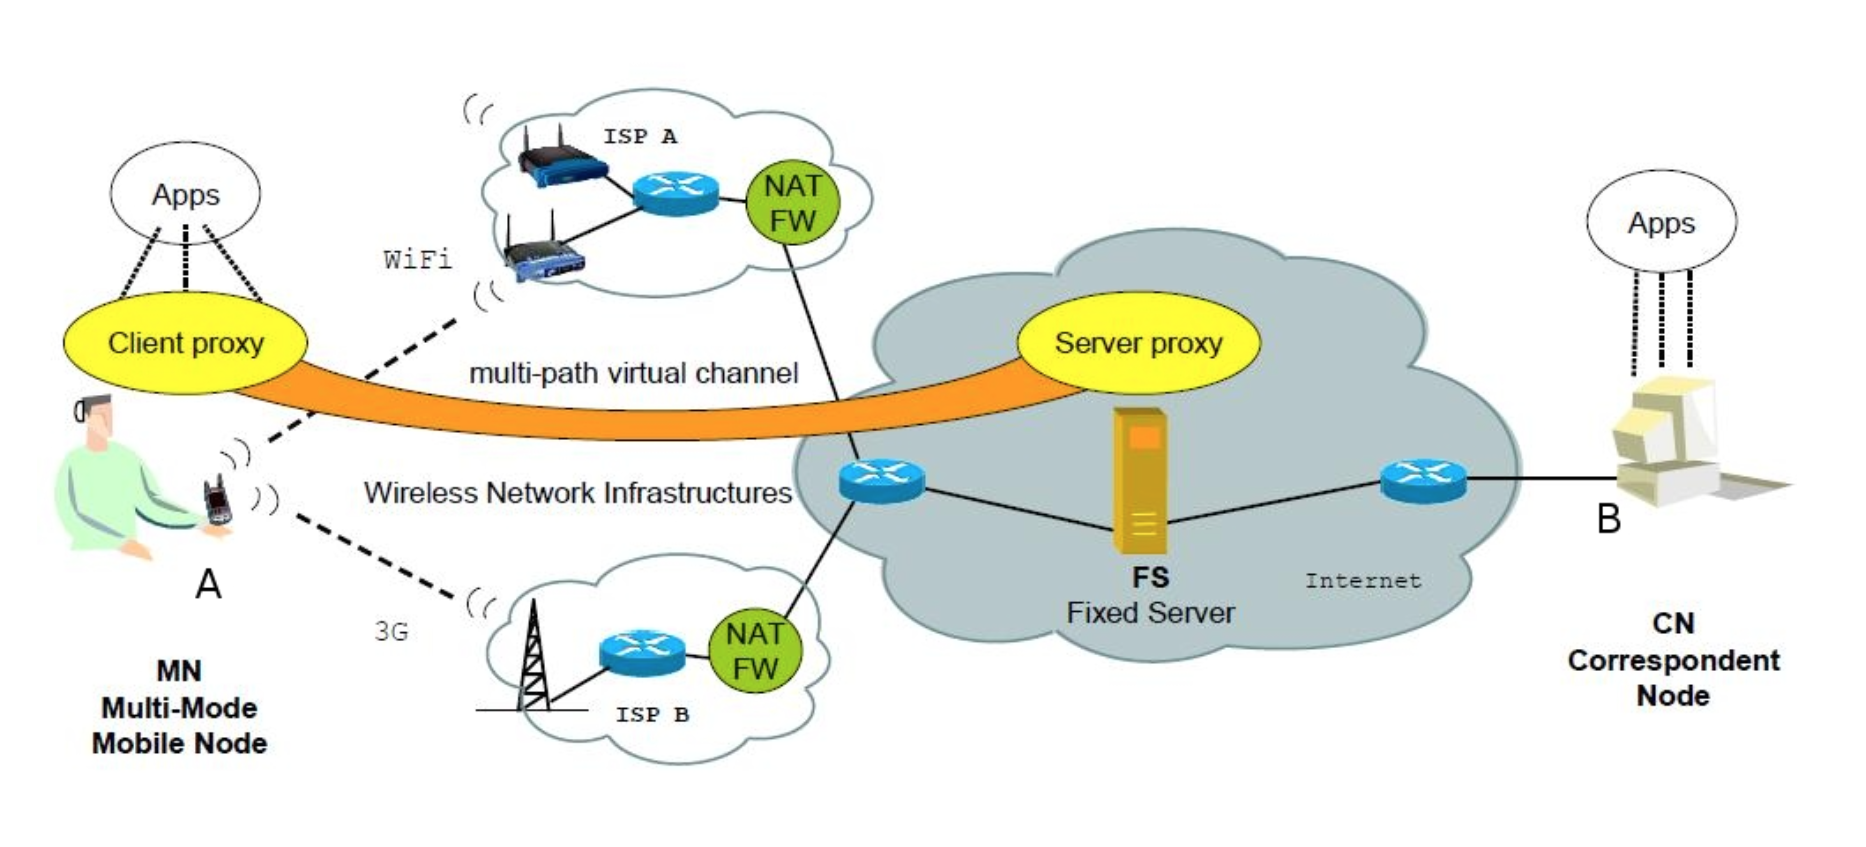 ISP A
Apps
NAT
FW
Apps
WiFi
Client proxy
Server proxy
multi-path virtual channel
Wireless Network Infrastructures
A
B
FS
Fixed Server
Internet
3G
NAT
FW
ISP B
MN
Multi-Mode
Mobile Node
CN
Correspondent
Node